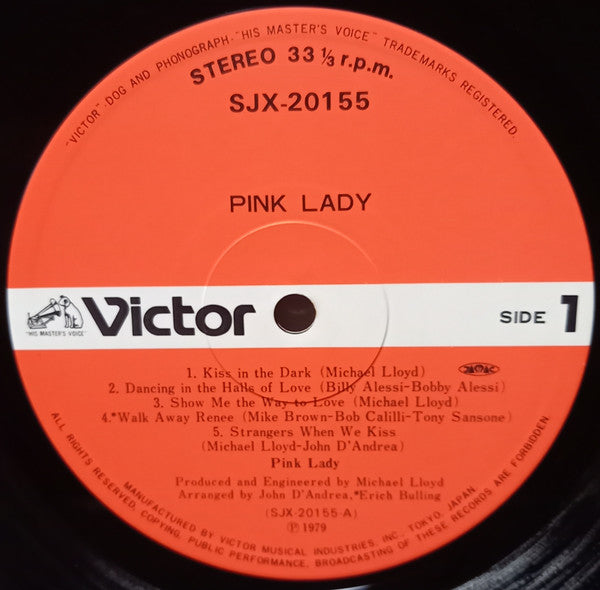 "VICTOR"-DOG AND PHONOGRAPH-"HIS MASTER'S VOICE" TRADEMARKS REGISTERED.
STEREO 33 1/3 r.p.m.
SJX-20155
PINK LADY
"HIS MASTER'S VOICE"
Victor
SIDE 1
1. Kiss in the Dark (Michael Lloyd)
2. Dancing in the Halls of Love (Billy Alessi-Bobby Alessi)
3. Show Me the Way to Love (Michael Lloyd)
4.*Walk Away Renee (Mike Brown-Bob Calilli-Tony Sansone)
5. Strangers When We Kiss
(Michael Lloyd-John D'Andrea)
Pink Lady
Produced and Engineered by Michael Lloyd
Arranged by John D'Andrea,*Erich Bulling
(SJX-20155-A)
Ⓟ1979
MANUFACTURED BY VICTOR MUSICAL INDUSTRIES, INC., TOKYO, JAPAN.
ALL RIGHTS RESERVED, COPYING, PUBLIC PERFORMANCE, BROADCASTING OF THESE RECORDS ARE FORBIDDEN.